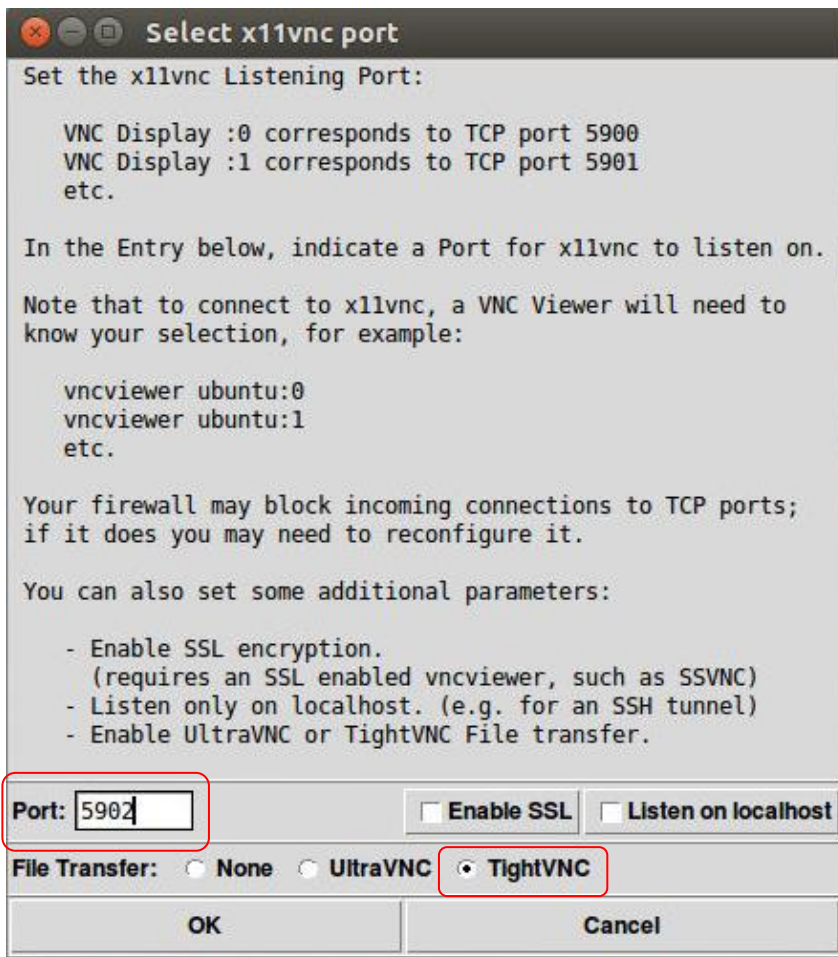 Select x11vnc port
Set the x11vnc Listening Port:
VNC Display :0 corresponds to TCP port 5900
VNC Display :1 corresponds to TCP port 5901
etc.
In the Entry below, indicate a Port for x11vnc to listen on.
Note that to connect to x11vnc, a VNC Viewer will need to
know your selection, for example:
vncviewer ubuntu:0
vncviewer ubuntu:1
etc.
Your firewall may block incoming connections to TCP ports;
if it does you may need to reconfigure it.
You can also set some additional parameters:
- Enable SSL encryption.
(requires an SSL enabled vncviewer, such as SSVNC)
- Listen only on localhost. (e.g. for an SSH tunnel)
- Enable UltraVNC or TightVNC File transfer.
Port: 5902 Enable SSL Listen on localhost
File Transfer: None UltraVNC TightVNC
OK Cancel